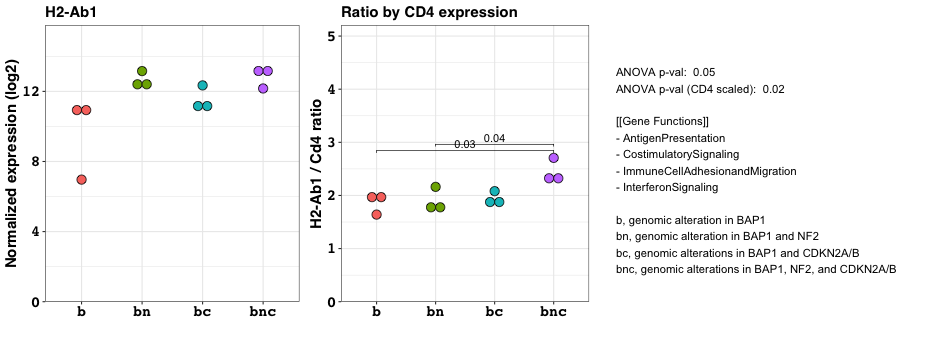 H2-Ab1
Normalized expression (log2)
12
8
4
0
b
bn
bc
bnc
Ratio by CD4 expression
H2-Ab1 / Cd4 ratio
5
4
3
2
1
0
0.04
0.03
b
bn
bc
bnc
ANOVA p-val: 0.05
ANOVA p-val (CD4 scaled): 0.02
[[Gene Functions]]
- AntigenPresentation
- CostimulatorySignaling
- ImmuneCellAdhesionandMigration
- InterferonSignaling
b, genomic alteration in BAP1
bn, genomic alteration in BAP1 and NF2
bc, genomic alterations in BAP1 and CDKN2A/B
bnc, genomic alterations in BAP1, NF2, and CDKN2A/B